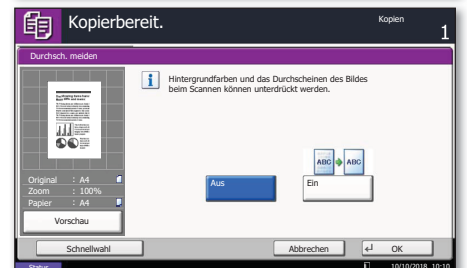 Kopierbereit.
Kopien
1
Durchsch. meiden
Hintergrundfarben und das Durchscheinen des Bildes
beim Scannen können unterdrückt werden.
ABC ABC
Original : A4
Zoom : 100%
Papier : A4
Aus
Ein
Vorschau
Schnellwahl
Abbrechen
OK
Status
10/10/2018 10:10